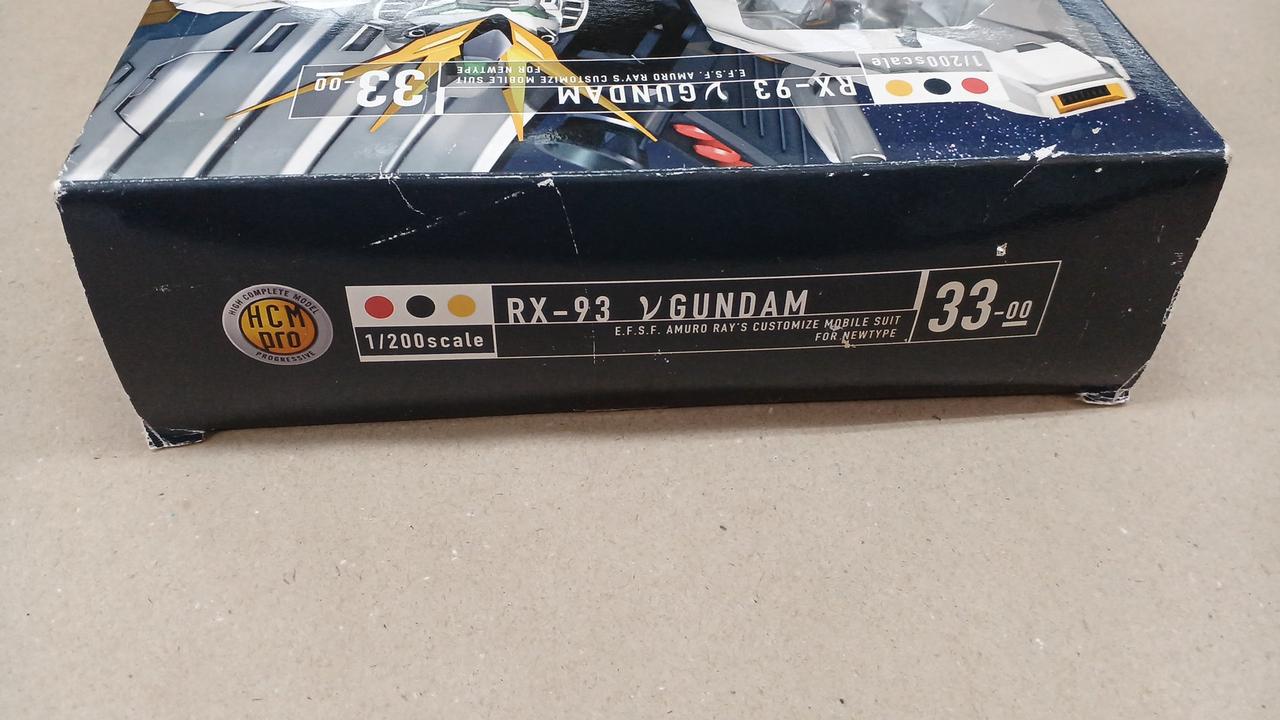 1/200scale
RX-93 νGUNDAM
E.F.S.F. AMURO RAY'S CUSTOMIZE MOBILE SUIT
FOR NEWTYPE
33-00
HIGH COMPLETE MODEL
HCM
pro
PROGRESSIVE
1/200scale
RX-93 νGUNDAM
E.F.S.F. AMURO RAY'S CUSTOMIZE MOBILE SUIT
FOR NEWTYPE
33-00